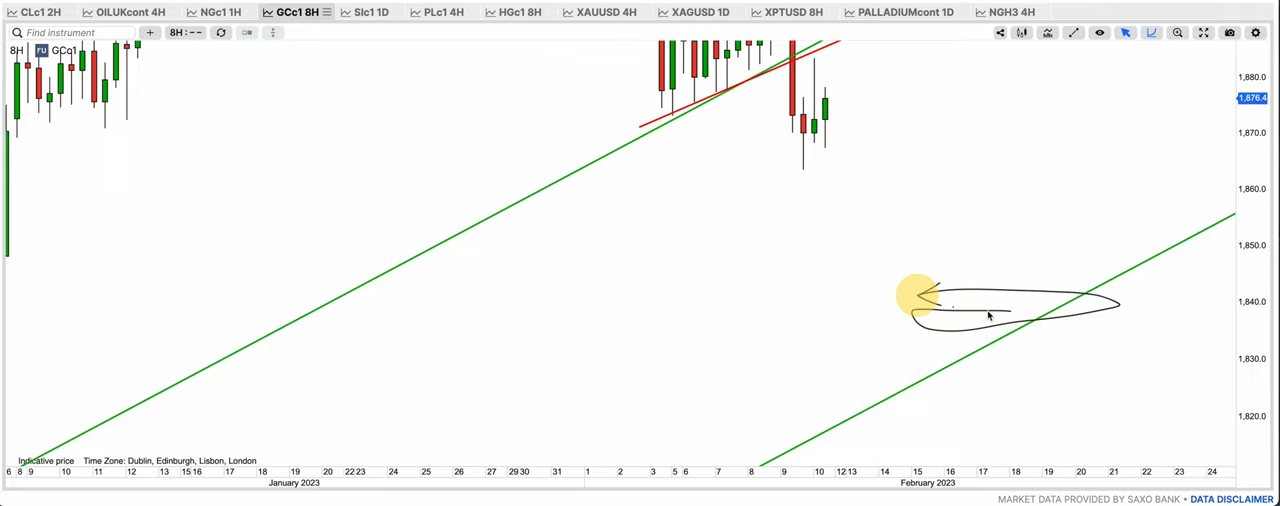 CLc1 2H OILUKcont 4H NGc1 1H GCc1 8H SIc1 1D PLc1 4H HGc1 8H XAUUSD 4H XAGUSD 1D XPTUSD 8H PALLADIUMcont 1D NGH3 4H
Find instrument + 8H: --
8H FU GCc1
1,880.0
1,876.4
1,870.0
1,860.0
1,850.0
1,840.0
1,830.0
1,820.0
Indicative price Time Zone: Dublin, Edinburgh, Lisbon, London
6 8 9 10 11 12 13 15 16 17 18 19 20 22 23 24 25 26 27 29 30 31 1 2 3 5 6 7 8 9 10 12 13 14 15 16 17 18 19 20 21 22 23 24
January 2023 February 2023
MARKET DATA PROVIDED BY SAXO BANK • DATA DISCLAIMER